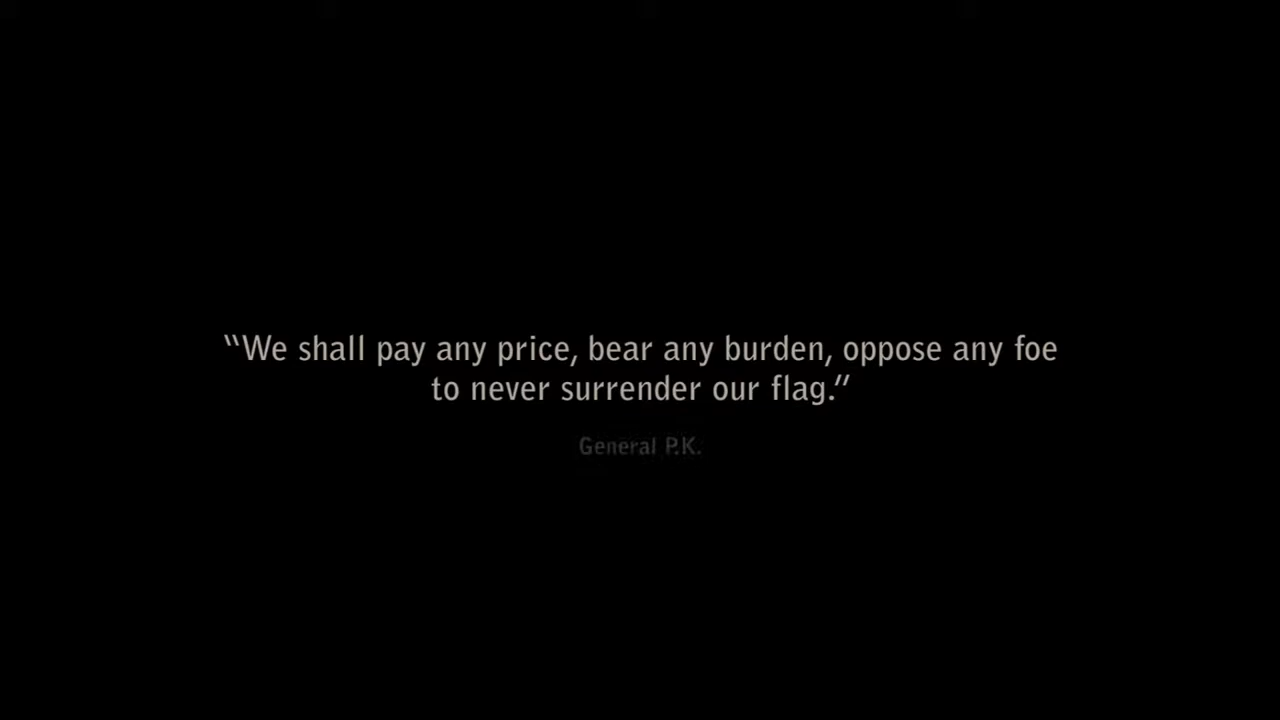 “We shall pay any price, bear any burden, oppose any foe
to never surrender our flag.”
General P.K.